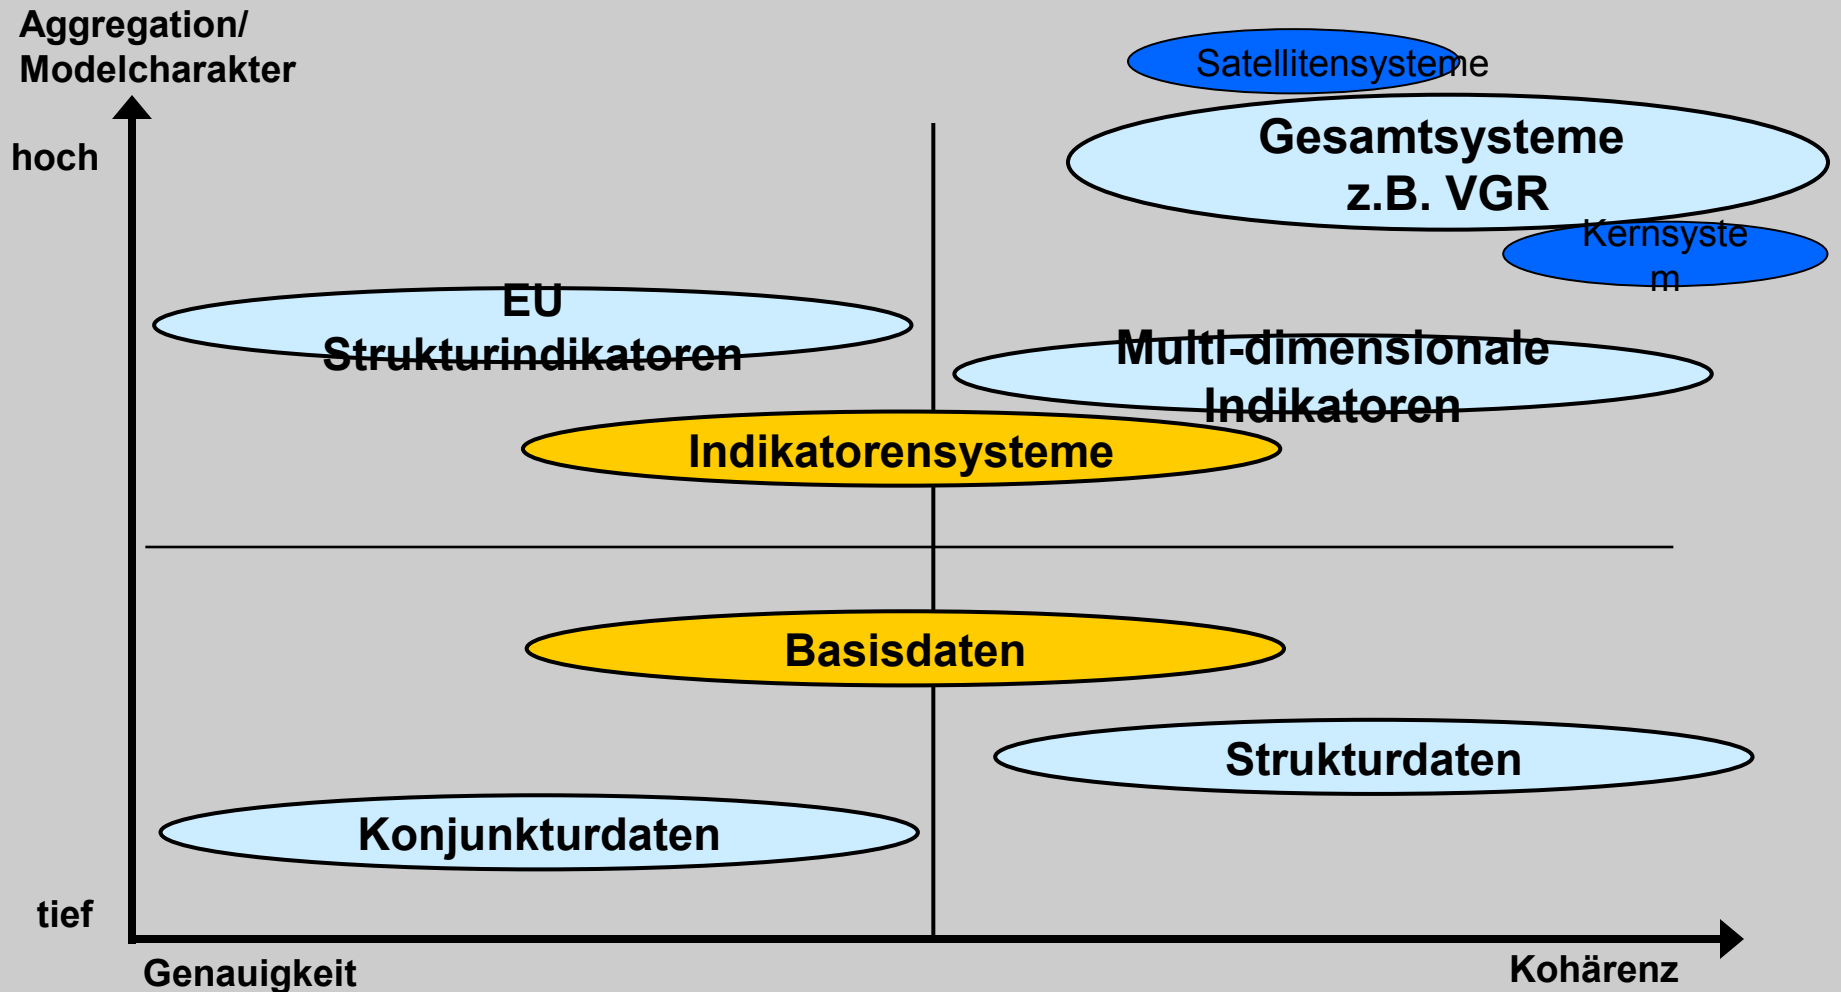 Aggregation/
Modelcharakter
hoch
Satellitensysteme
Gesamtsysteme
z.B. VGR
Kernsyste
m
EU
Strukturindikatoren
Multi-dimensionale
Indikatoren
Indikatorensysteme
Basisdaten
Strukturdaten
Konjunkturdaten
tief
Genauigkeit
Kohärenz